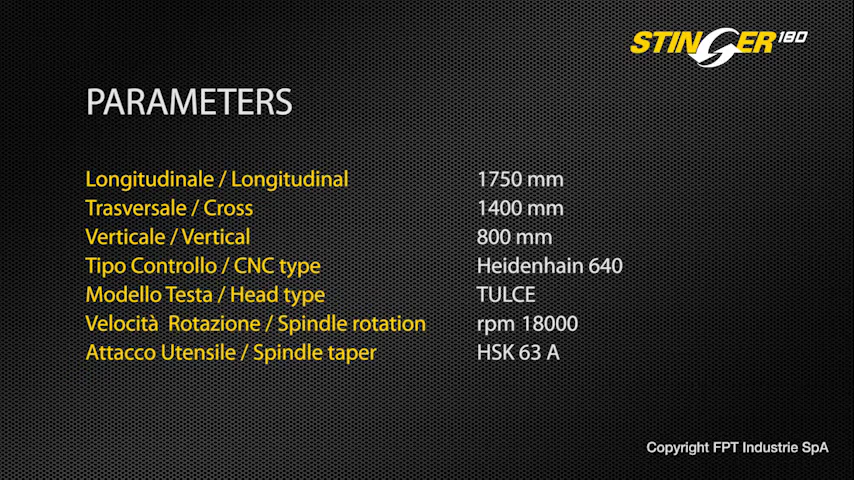 STINGER 180
PARAMETERS
Longitudinale / Longitudinal 1750 mm
Trasversale / Cross 1400 mm
Verticale / Vertical 800 mm
Tipo Controllo / CNC type Heidenhain 640
Modello Testa / Head type TULCE
Velocità Rotazione / Spindle rotation rpm 18000
Attacco Utensile / Spindle taper HSK 63 A
Copyright FPT Industrie SpA